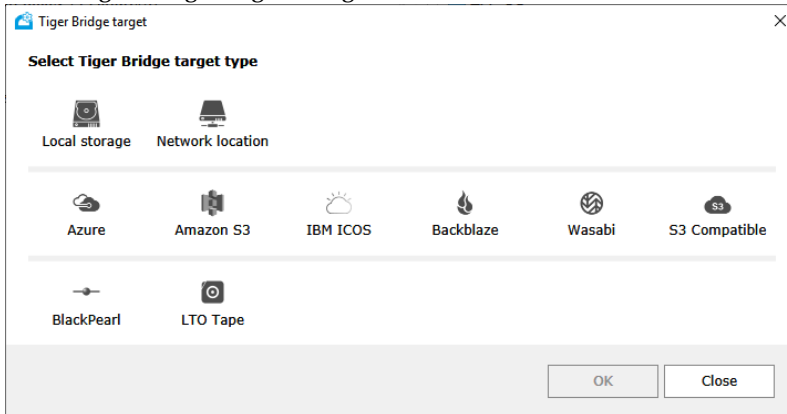 Tiger Bridge target
Select Tiger Bridge target type
Local storage Network location
S3
Azure Amazon S3 IBM ICOS Backblaze Wasabi S3 Compatible
BlackPearl LTO Tape
OK Close